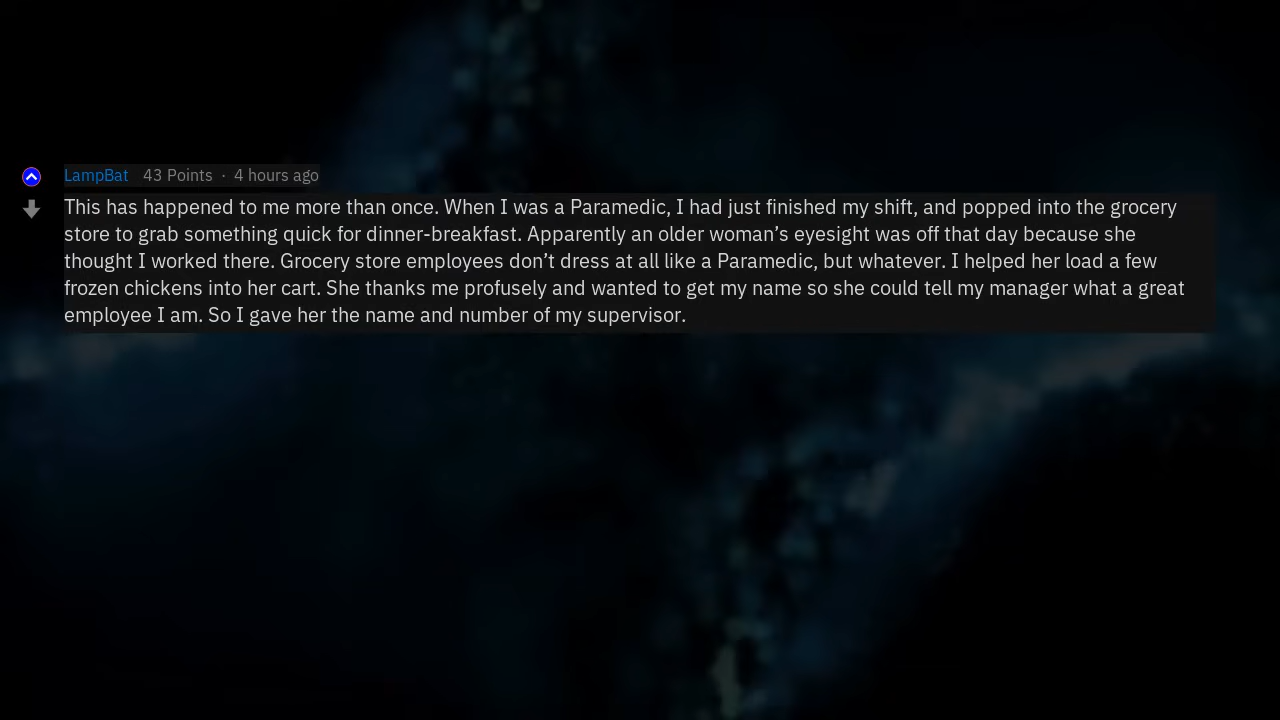 LampBat 43 Points · 4 hours ago
This has happened to me more than once. When I was a Paramedic, I had just finished my shift, and popped into the grocery
store to grab something quick for dinner-breakfast. Apparently an older woman’s eyesight was off that day because she
thought I worked there. Grocery store employees don’t dress at all like a Paramedic, but whatever. I helped her load a few
frozen chickens into her cart. She thanks me profusely and wanted to get my name so she could tell my manager what a great
employee I am. So I gave her the name and number of my supervisor.